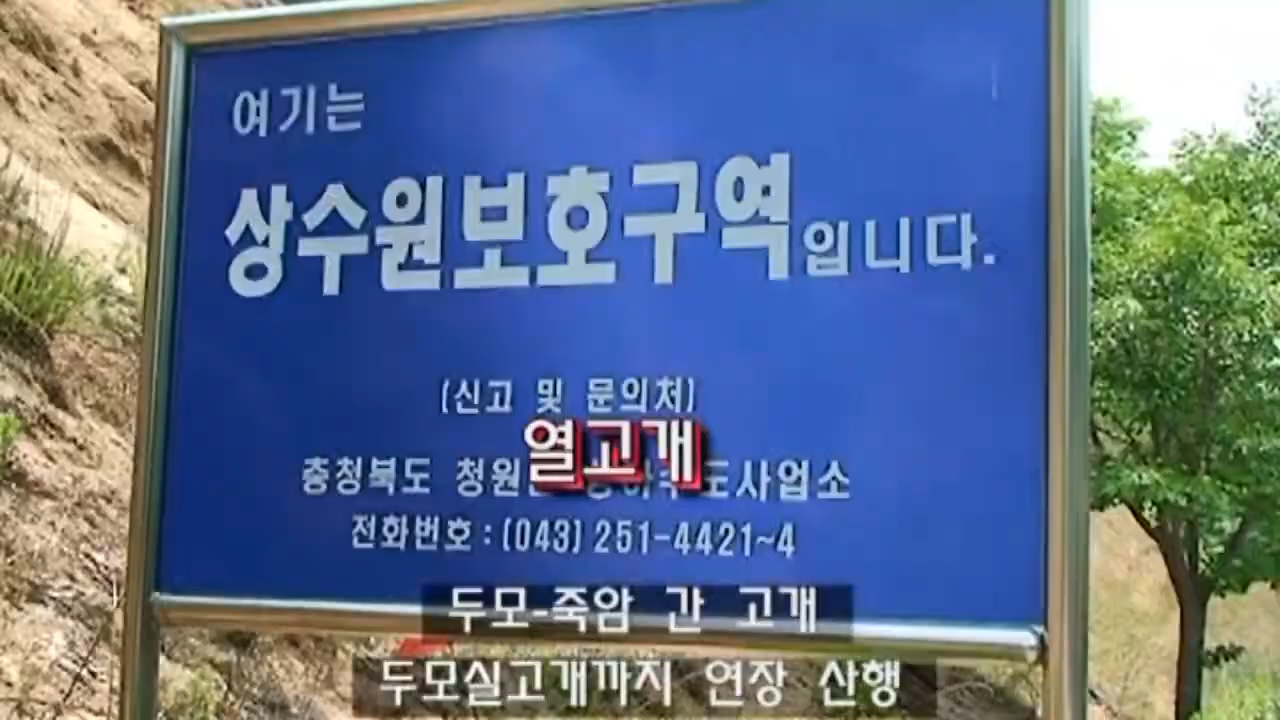 여기는
상수원보호구역입니다.
(신고 및 문의처)
열고개
충청북도 청원 도사업소
전화번호 : (043) 251-4421~4
두모-죽암 간 고개
두모실고개까지 연장 산행